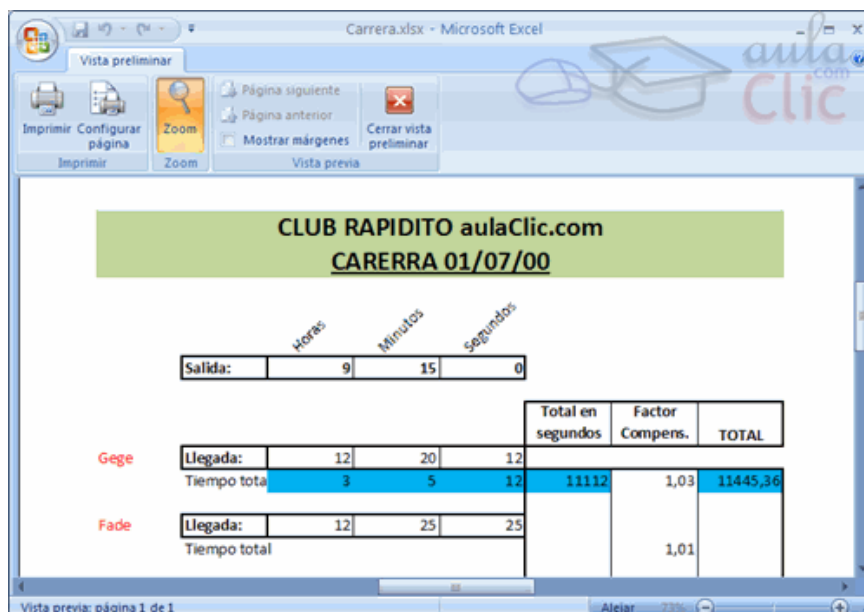 Carrera.xlsx - Microsoft Excel
Vista preliminar
aula
.com
Clic
Imprimir
Configurar página
Zoom
Página siguiente
Página anterior
Mostrar márgenes
Cerrar vista preliminar
Imprimir
Zoom
Vista previa
CLUB RAPIDITO aulaClic.com
CARERRA 01/07/00
Horas Minutos Segundos
Salida: 9 15 0
Total en segundos Factor Compens. TOTAL
Gege Llegada: 12 20 12
Tiempo tota 3 5 12 11112 1,03 11445,36
Fade Llegada: 12 25 25
Tiempo total 1,01
Vista previa: página 1 de 1 Alejar 73%